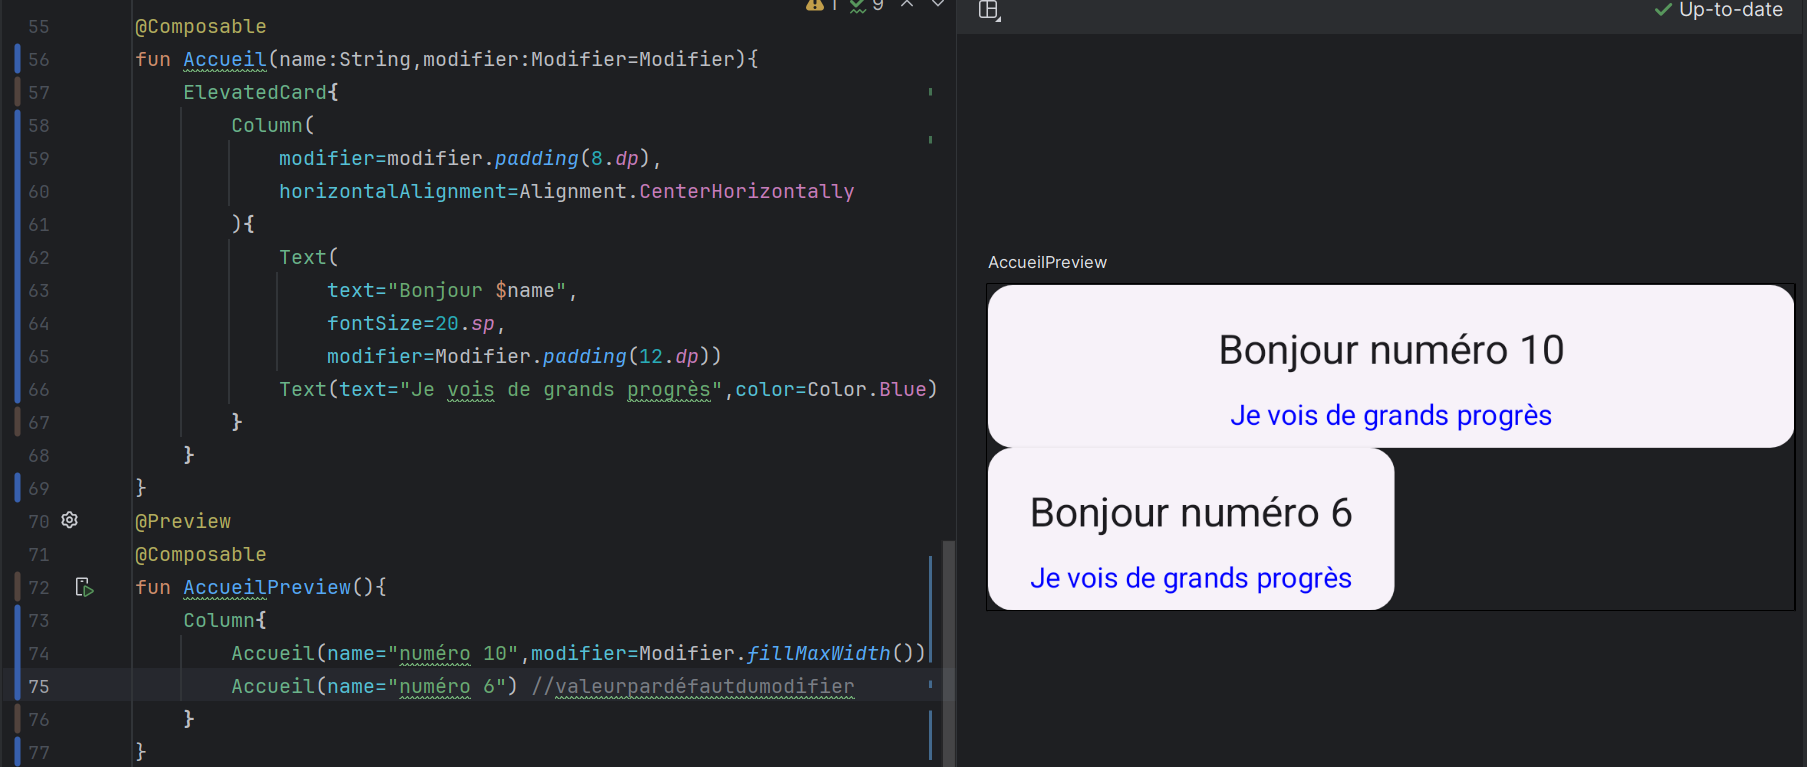 1 9
55 @Composable
56 fun Accueil(name:String,modifier:Modifier=Modifier){
57 ElevatedCard{
58 Column(
59 modifier=modifier.padding(8.dp),
60 horizontalAlignment=Alignment.CenterHorizontally
61 ){
62 Text(
63 text="Bonjour $name",
64 fontSize=20.sp,
65 modifier=Modifier.padding(12.dp))
66 Text(text="Je vois de grands progrès",color=Color.Blue)
67 }
68 }
69 }
70 @Preview
71 @Composable
72 fun AccueilPreview(){
73 Column{
74 Accueil(name="numéro 10",modifier=Modifier.fillMaxWidth())
75 Accueil(name="numéro 6") //valeurpardéfautdumodifier
76 }
77 }
Up-to-date
AccueilPreview
Bonjour numéro 10
Je vois de grands progrès
Bonjour numéro 6
Je vois de grands progrès